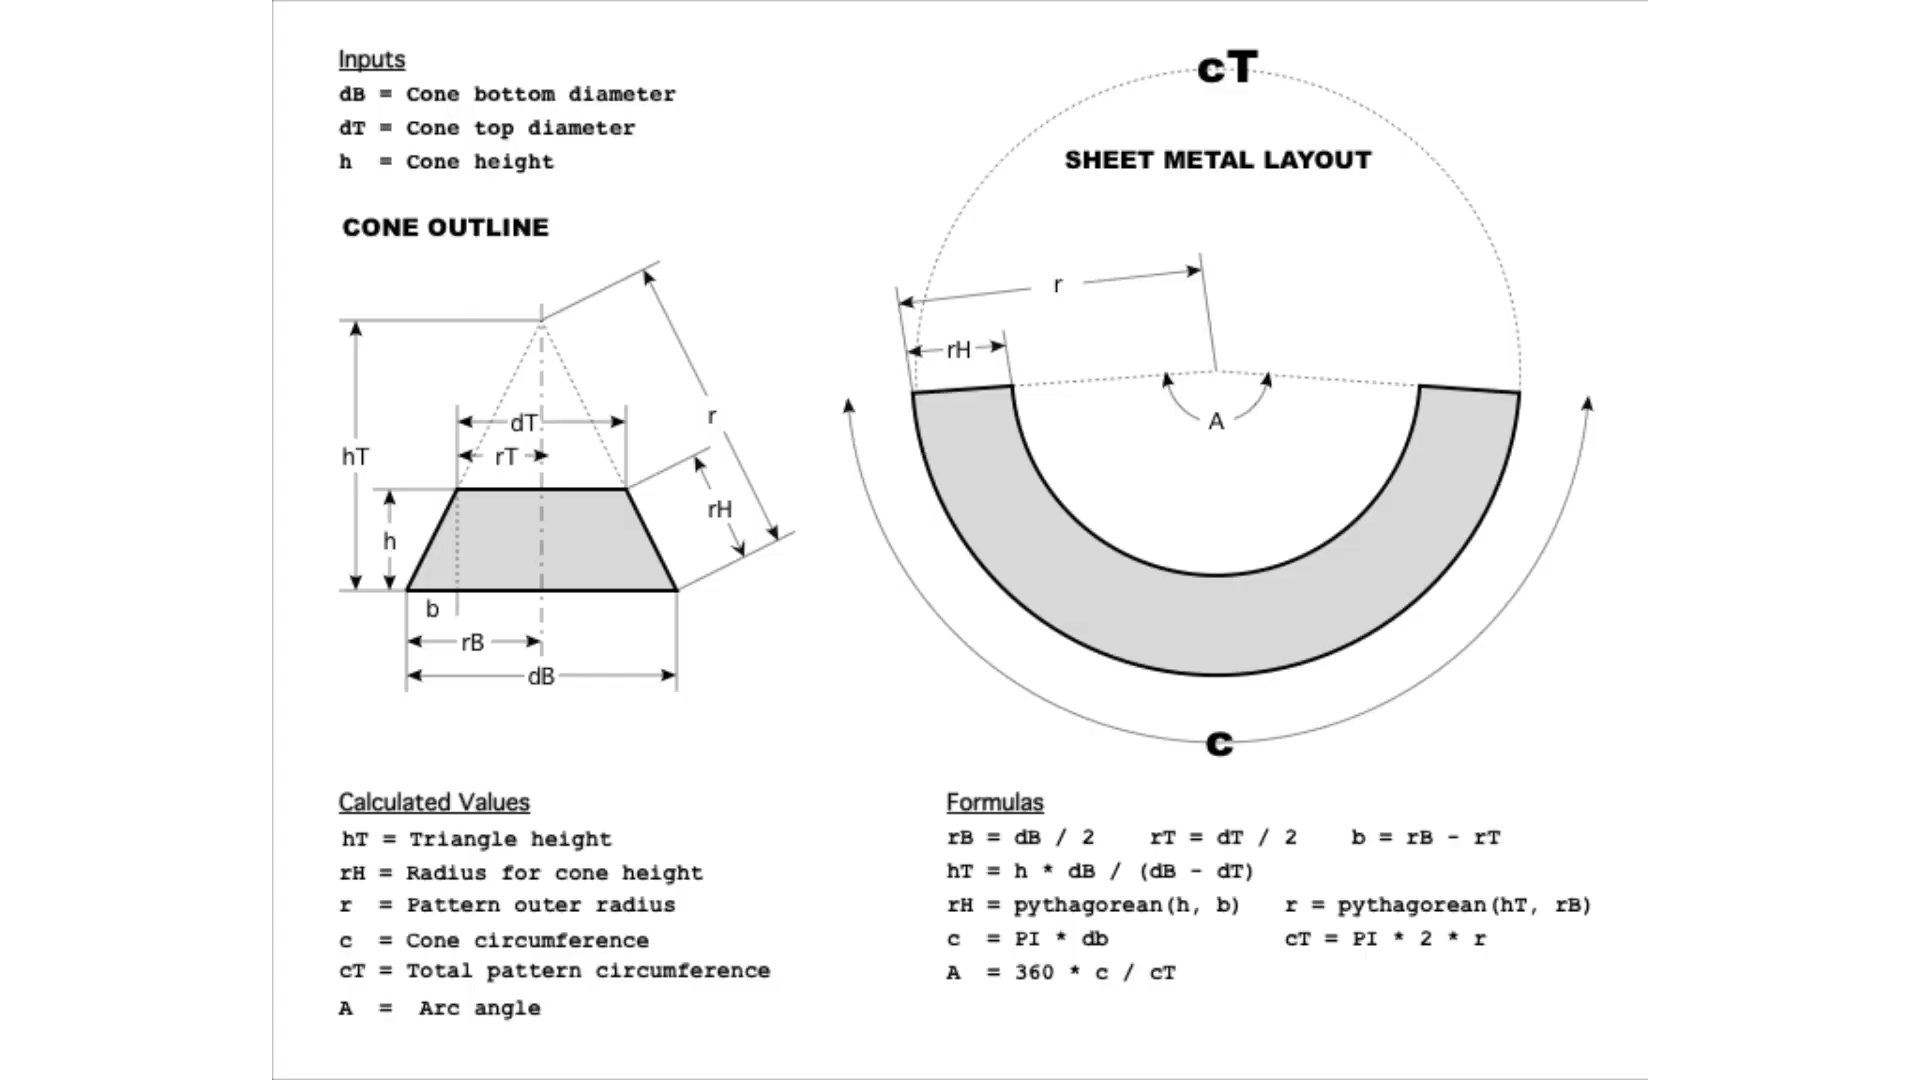 Inputs
dB = Cone bottom diameter
dT = Cone top diameter
h = Cone height
CONE OUTLINE
hT
h
dT
rT
r
rH
b
rB
dB
cT
SHEET METAL LAYOUT
r
rH
A
c
Calculated Values
hT = Triangle height
rH = Radius for cone height
r = Pattern outer radius
c = Cone circumference
cT = Total pattern circumference
A = Arc angle
Formulas
rB = dB / 2 rT = dT / 2 b = rB - rT
hT = h * dB / (dB - dT)
rH = pythagorean(h, b) r = pythagorean(hT, rB)
c = PI * db cT = PI * 2 * r
A = 360 * c / cT